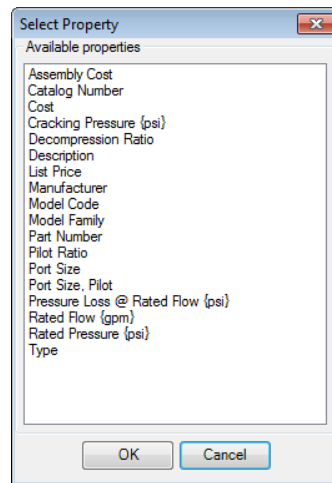 Select Property
Available properties
Assembly Cost
Catalog Number
Cost
Cracking Pressure {psi}
Decompression Ratio
Description
List Price
Manufacturer
Model Code
Model Family
Part Number
Pilot Ratio
Port Size
Port Size, Pilot
Pressure Loss @ Rated Flow {psi}
Rated Flow {gpm}
Rated Pressure {psi}
Type
OK Cancel